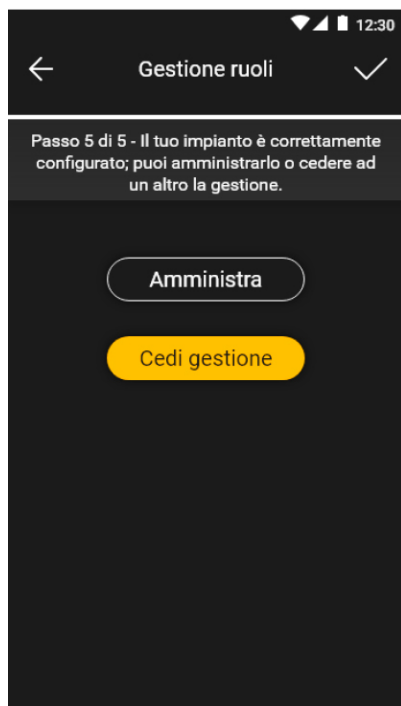 12:30
Gestione ruoli
Passo 5 di 5 - Il tuo impianto è correttamente
configurato; puoi amministrarlo o cedere ad
un altro la gestione.
Amministra
Cedi gestione